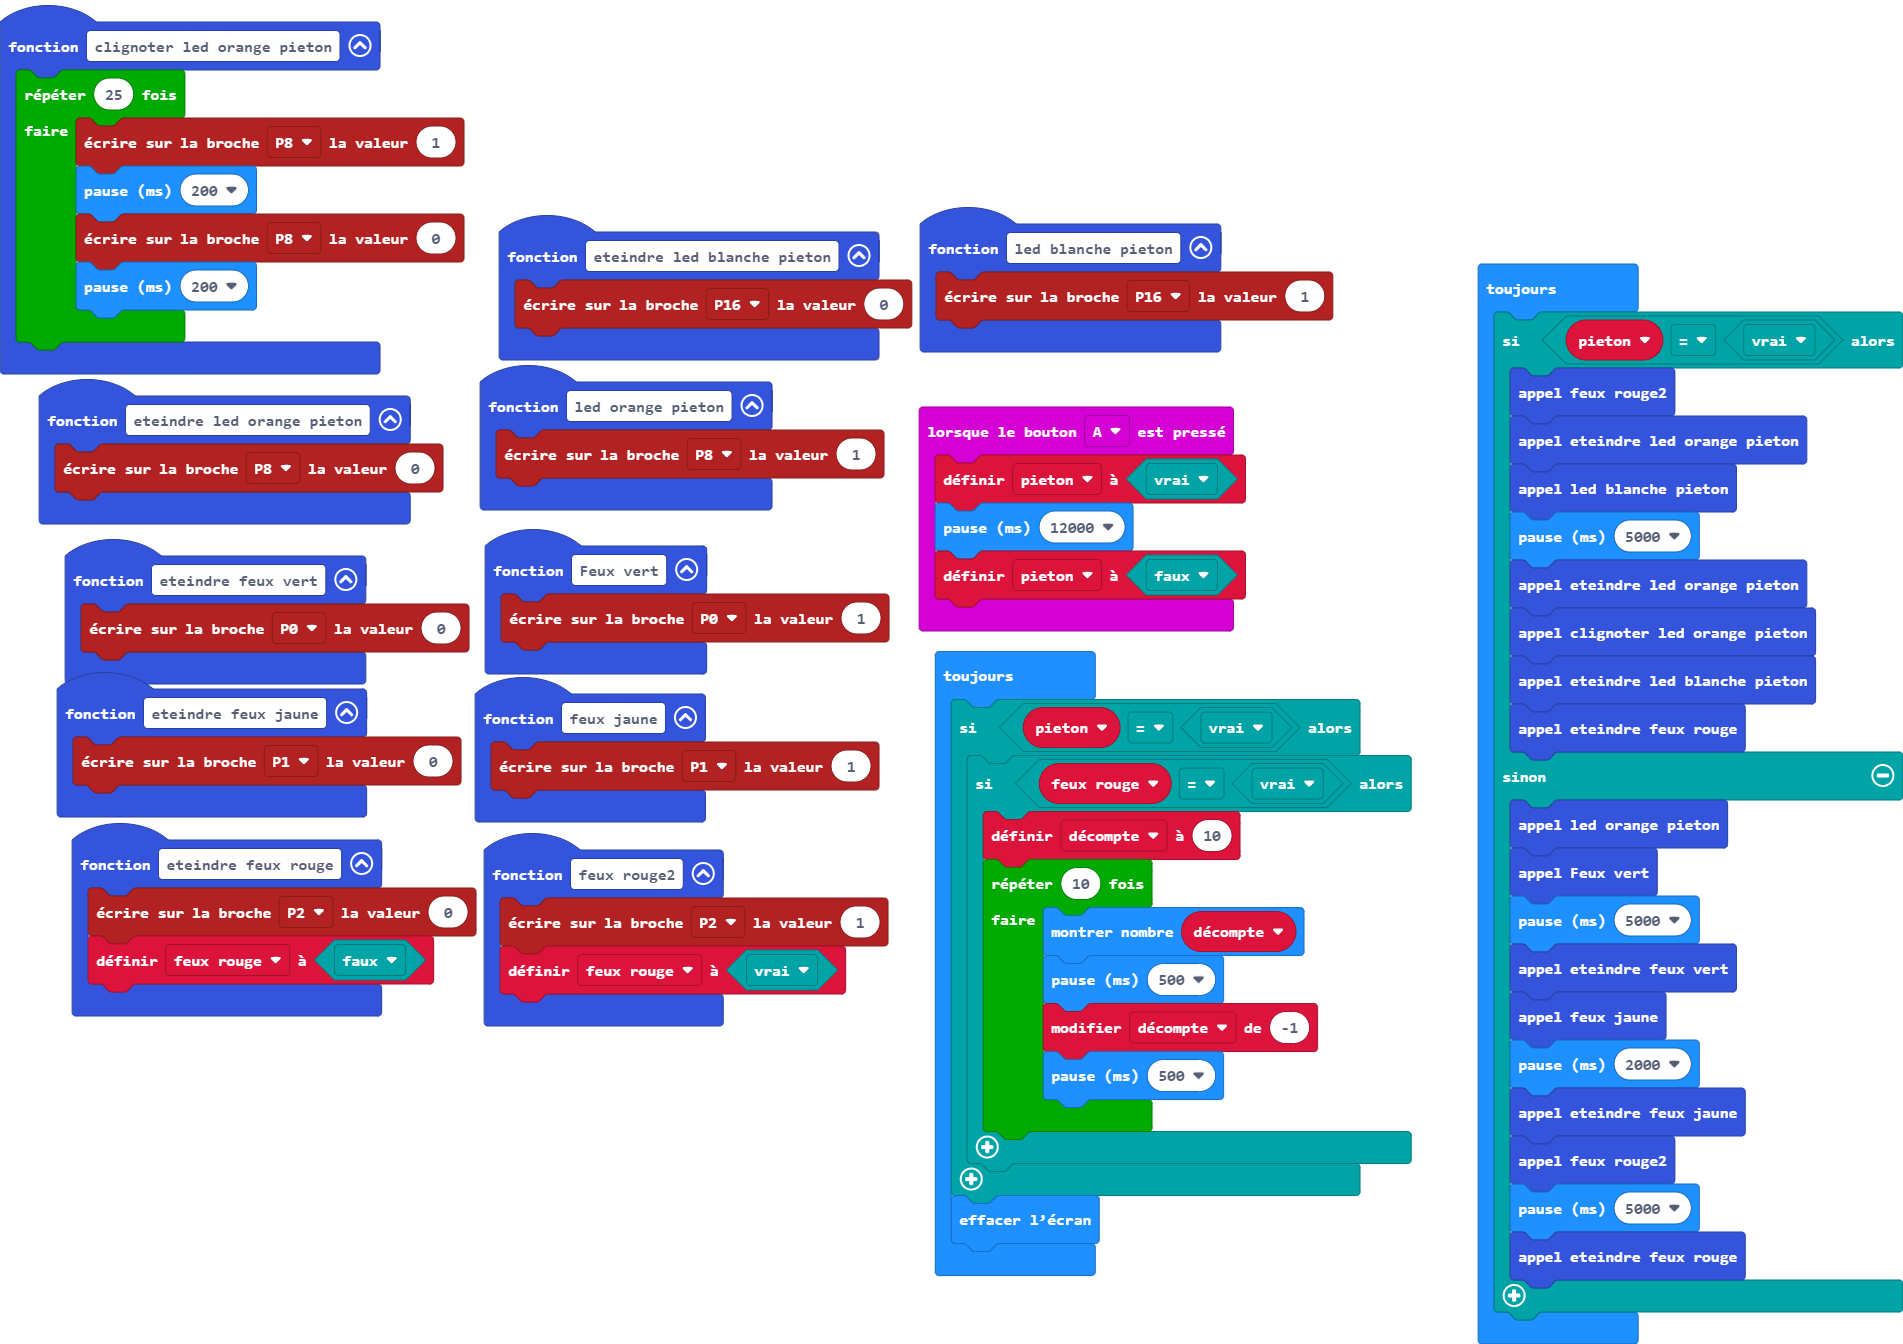 fonction clignoter led orange pieton
répéter 25 fois
faire
écrire sur la broche P8 la valeur 1
pause (ms) 200
écrire sur la broche P8 la valeur 0
pause (ms) 200
fonction eteindre led blanche pieton
écrire sur la broche P16 la valeur 0
fonction led blanche pieton
écrire sur la broche P16 la valeur 1
fonction eteindre led orange pieton
écrire sur la broche P8 la valeur 0
fonction led orange pieton
écrire sur la broche P8 la valeur 1
fonction eteindre feux vert
écrire sur la broche P0 la valeur 0
fonction Feux vert
écrire sur la broche P0 la valeur 1
fonction eteindre feux jaune
écrire sur la broche P1 la valeur 0
fonction feux jaune
écrire sur la broche P1 la valeur 1
fonction eteindre feux rouge
écrire sur la broche P2 la valeur 0
définir feux rouge à faux
fonction feux rouge2
écrire sur la broche P2 la valeur 1
définir feux rouge à vrai
lorsque le bouton A est pressé
définir pieton à vrai
pause (ms) 12000
définir pieton à faux
toujours
si pieton = vrai alors
si feux rouge = vrai alors
définir décompte à 10
répéter 10 fois
faire
montrer nombre décompte
pause (ms) 500
modifier décompte de -1
pause (ms) 500
effacer l’écran
toujours
si pieton = vrai alors
appel feux rouge2
appel eteindre led orange pieton
appel led blanche pieton
pause (ms) 5000
appel eteindre led orange pieton
appel clignoter led orange pieton
appel eteindre led blanche pieton
appel eteindre feux rouge
sinon
appel led orange pieton
appel Feux vert
pause (ms) 5000
appel eteindre feux vert
appel feux jaune
pause (ms) 2000
appel eteindre feux jaune
appel feux rouge2
pause (ms) 5000
appel eteindre feux rouge